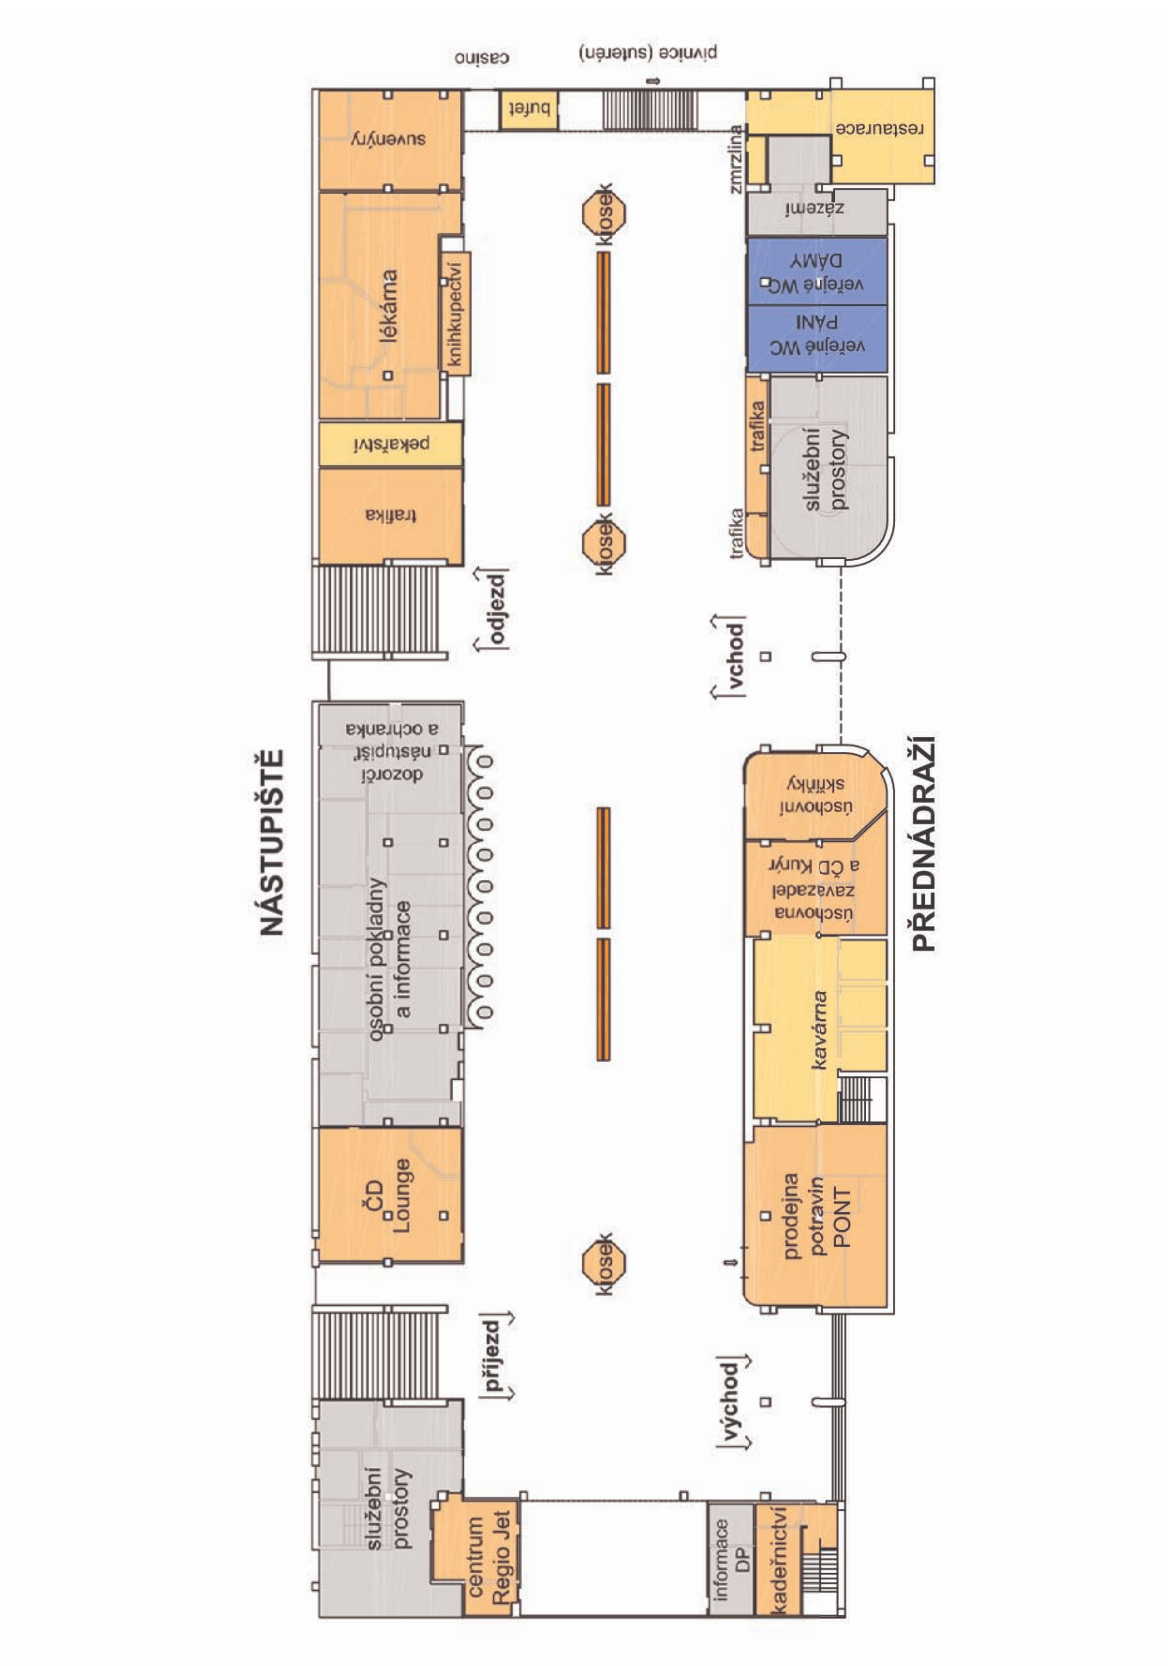 casino
pivnice (suterén)
suvenýry
bufet
restaurace
zmrzlina
kiosek
zázemí
lékárna
knihkupectví
veřejné WC
DÁMY
veřejné WC
PÁNI
pekařství
trafika
služební
prostory
trafika
trafika
kiosek
odjezd
vchod
NÁSTUPIŠTĚ
PŘEDNÁDRAŽÍ
dozorčí
nástupišť
a ochranka
úschovní
skříňky
osobní pokladny
a informace
úschovna
zavazadel
a ČD Kurýr
kavárna
ČD
Lounge
prodejna
potravin
PONT
kiosek
příjezd
východ
služební
prostory
centrum
Regio Jet
informace
DP
kadeřnictví